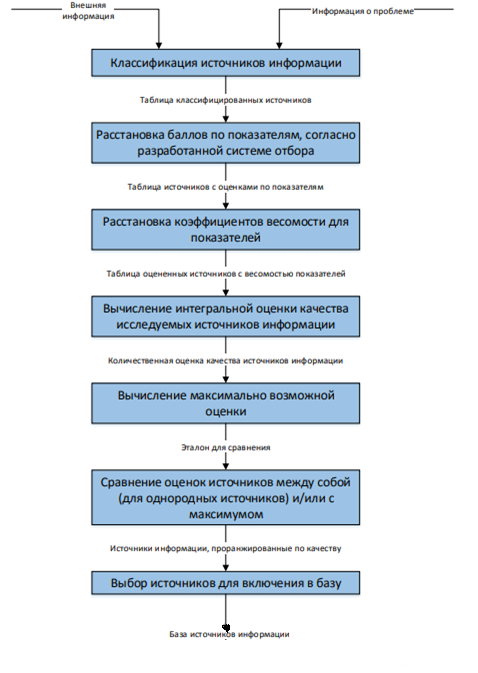 Внешняя
информация
Информация о проблеме
Классификация источников информации
Таблица классифицированных источников
Расстановка баллов по показателям, согласно
разработанной системе отбора
Таблица источников с оценками по показателям
Расстановка коэффициентов весомости для
показателей
Таблица оцененных источников с весомостью показателей
Вычисление интегральной оценки качества
исследуемых источников информации
Количественная оценка качества источников информации
Вычисление максимально возможной
оценки
Эталон для сравнения
Сравнение оценок источников между собой
(для однородных источников) и/или с
максимумом
Источники информации, проранжированные по качеству
Выбор источников для включения в базу
База источников информации